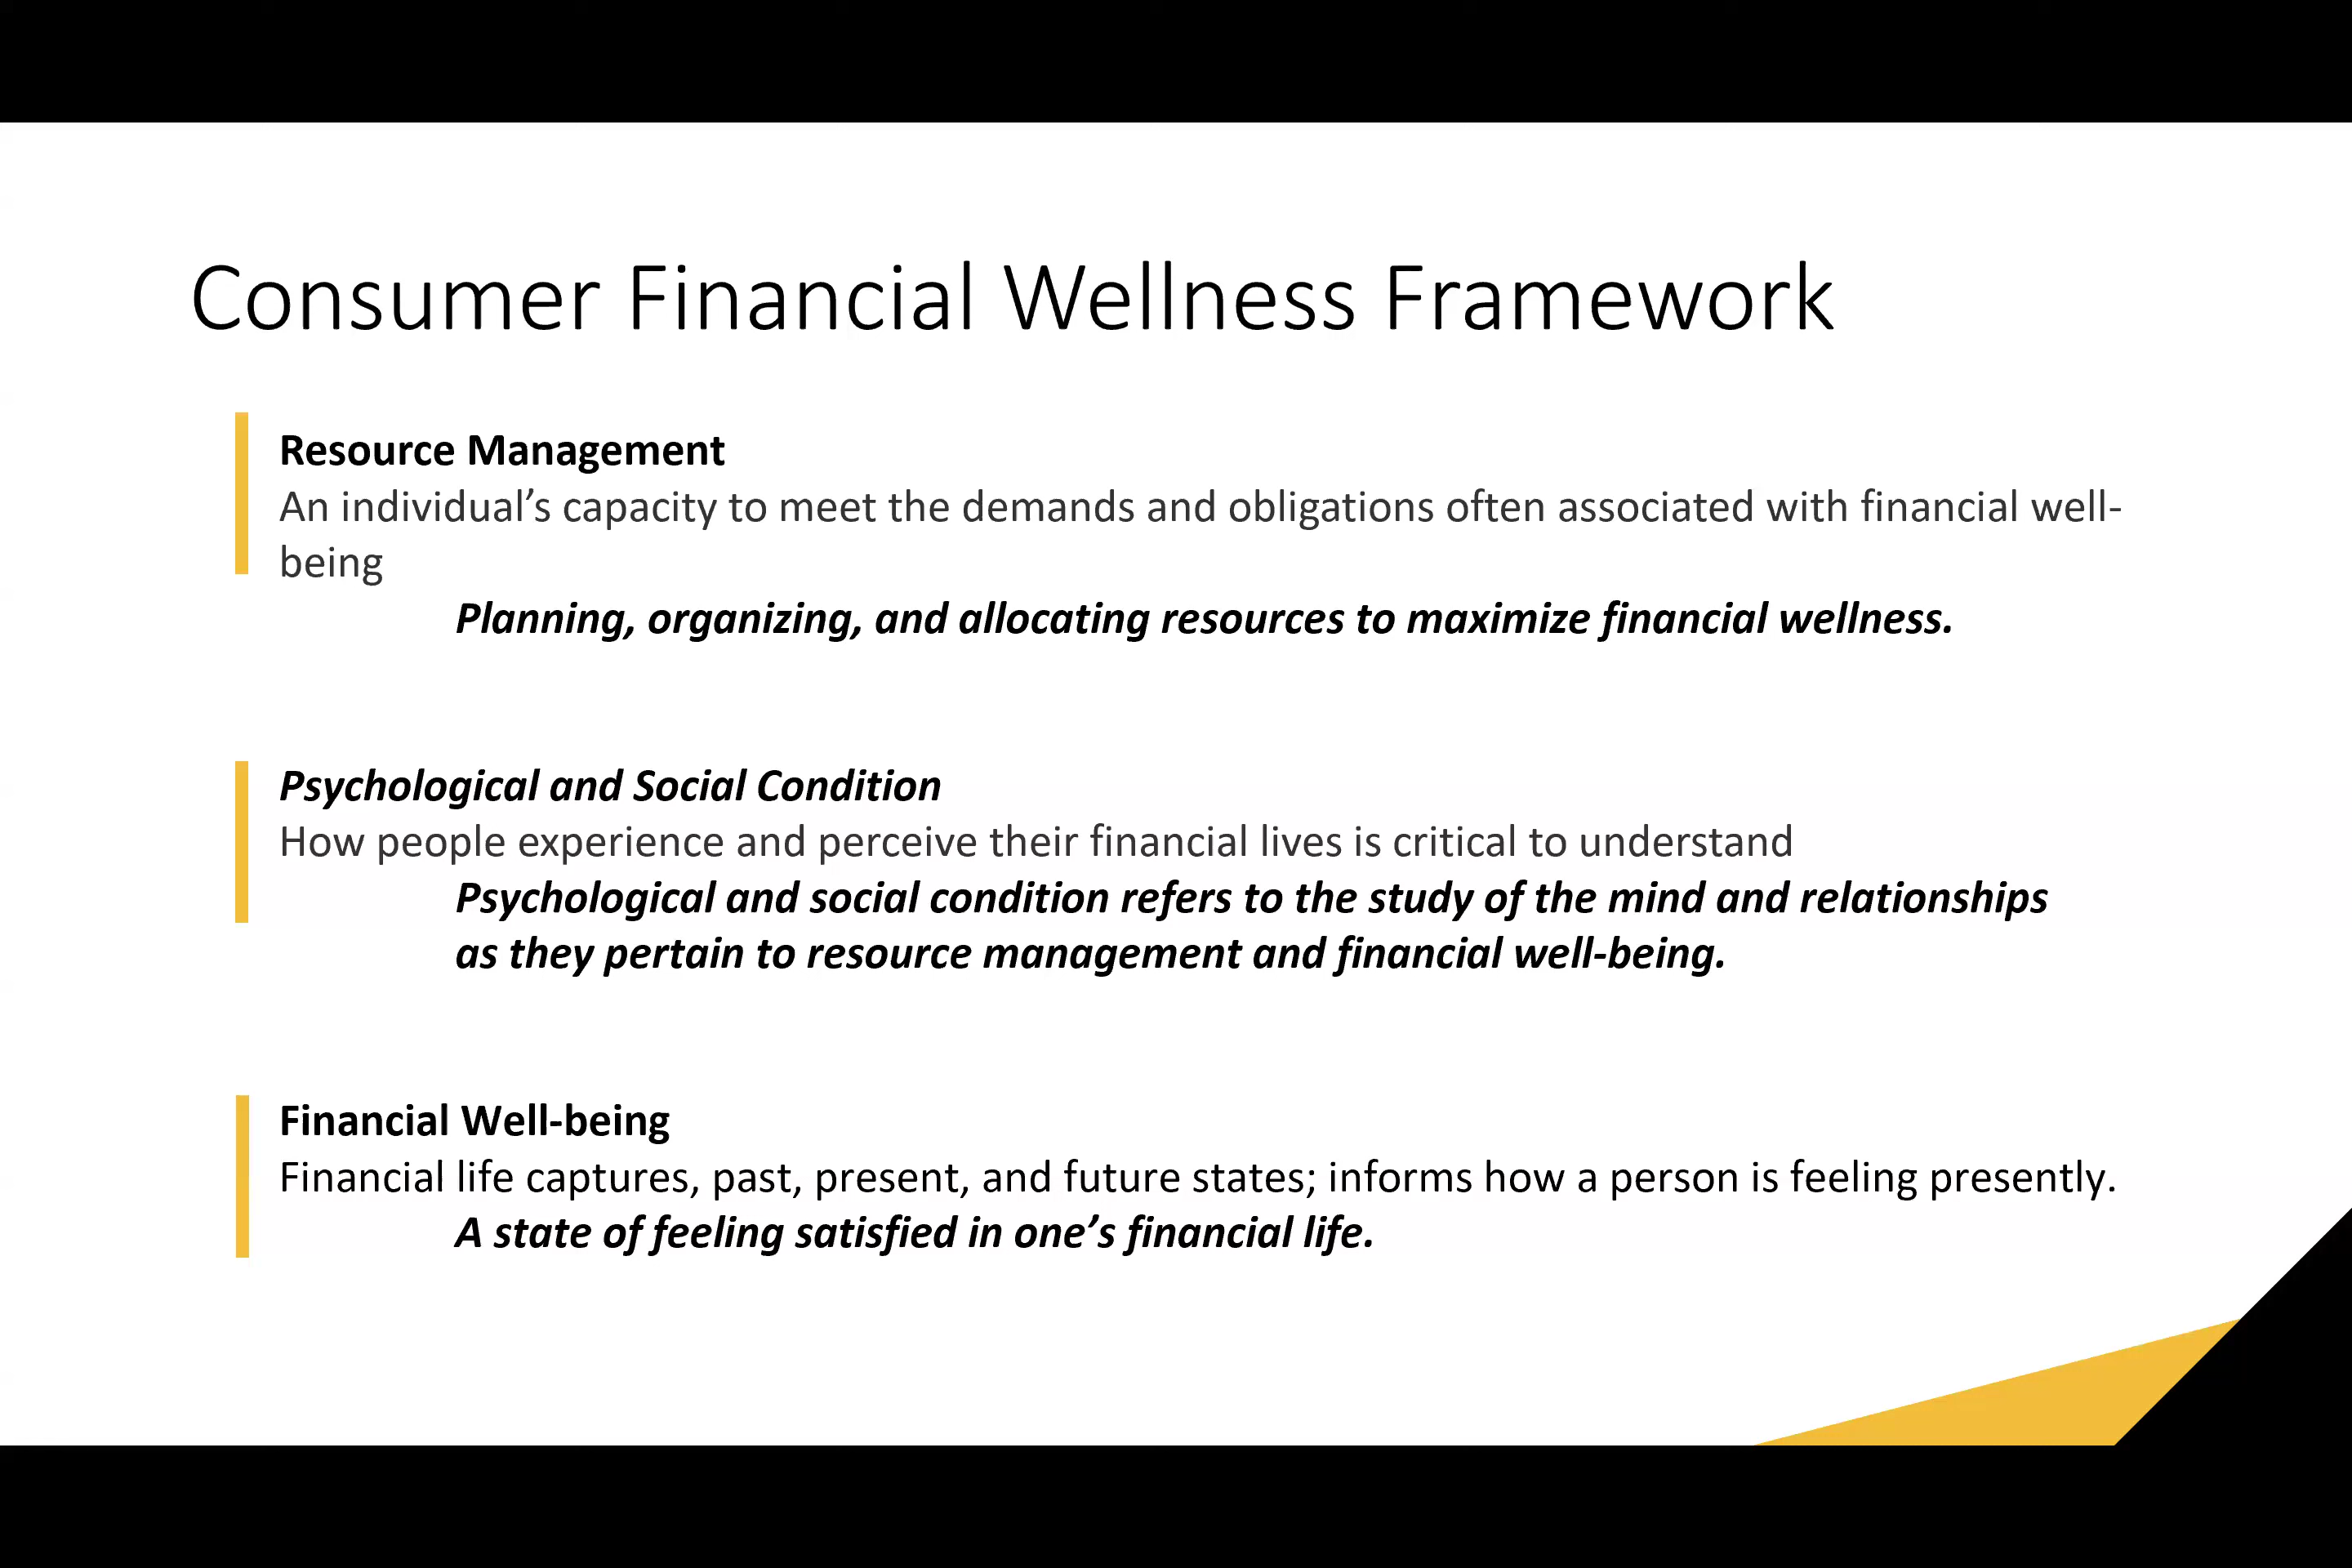 Consumer Financial Wellness Framework
Resource Management
An individual’s capacity to meet the demands and obligations often associated with financial well-
being
Planning, organizing, and allocating resources to maximize financial wellness.
Psychological and Social Condition
How people experience and perceive their financial lives is critical to understand
Psychological and social condition refers to the study of the mind and relationships
as they pertain to resource management and financial well-being.
Financial Well-being
Financial life captures, past, present, and future states; informs how a person is feeling presently.
A state of feeling satisfied in one’s financial life.